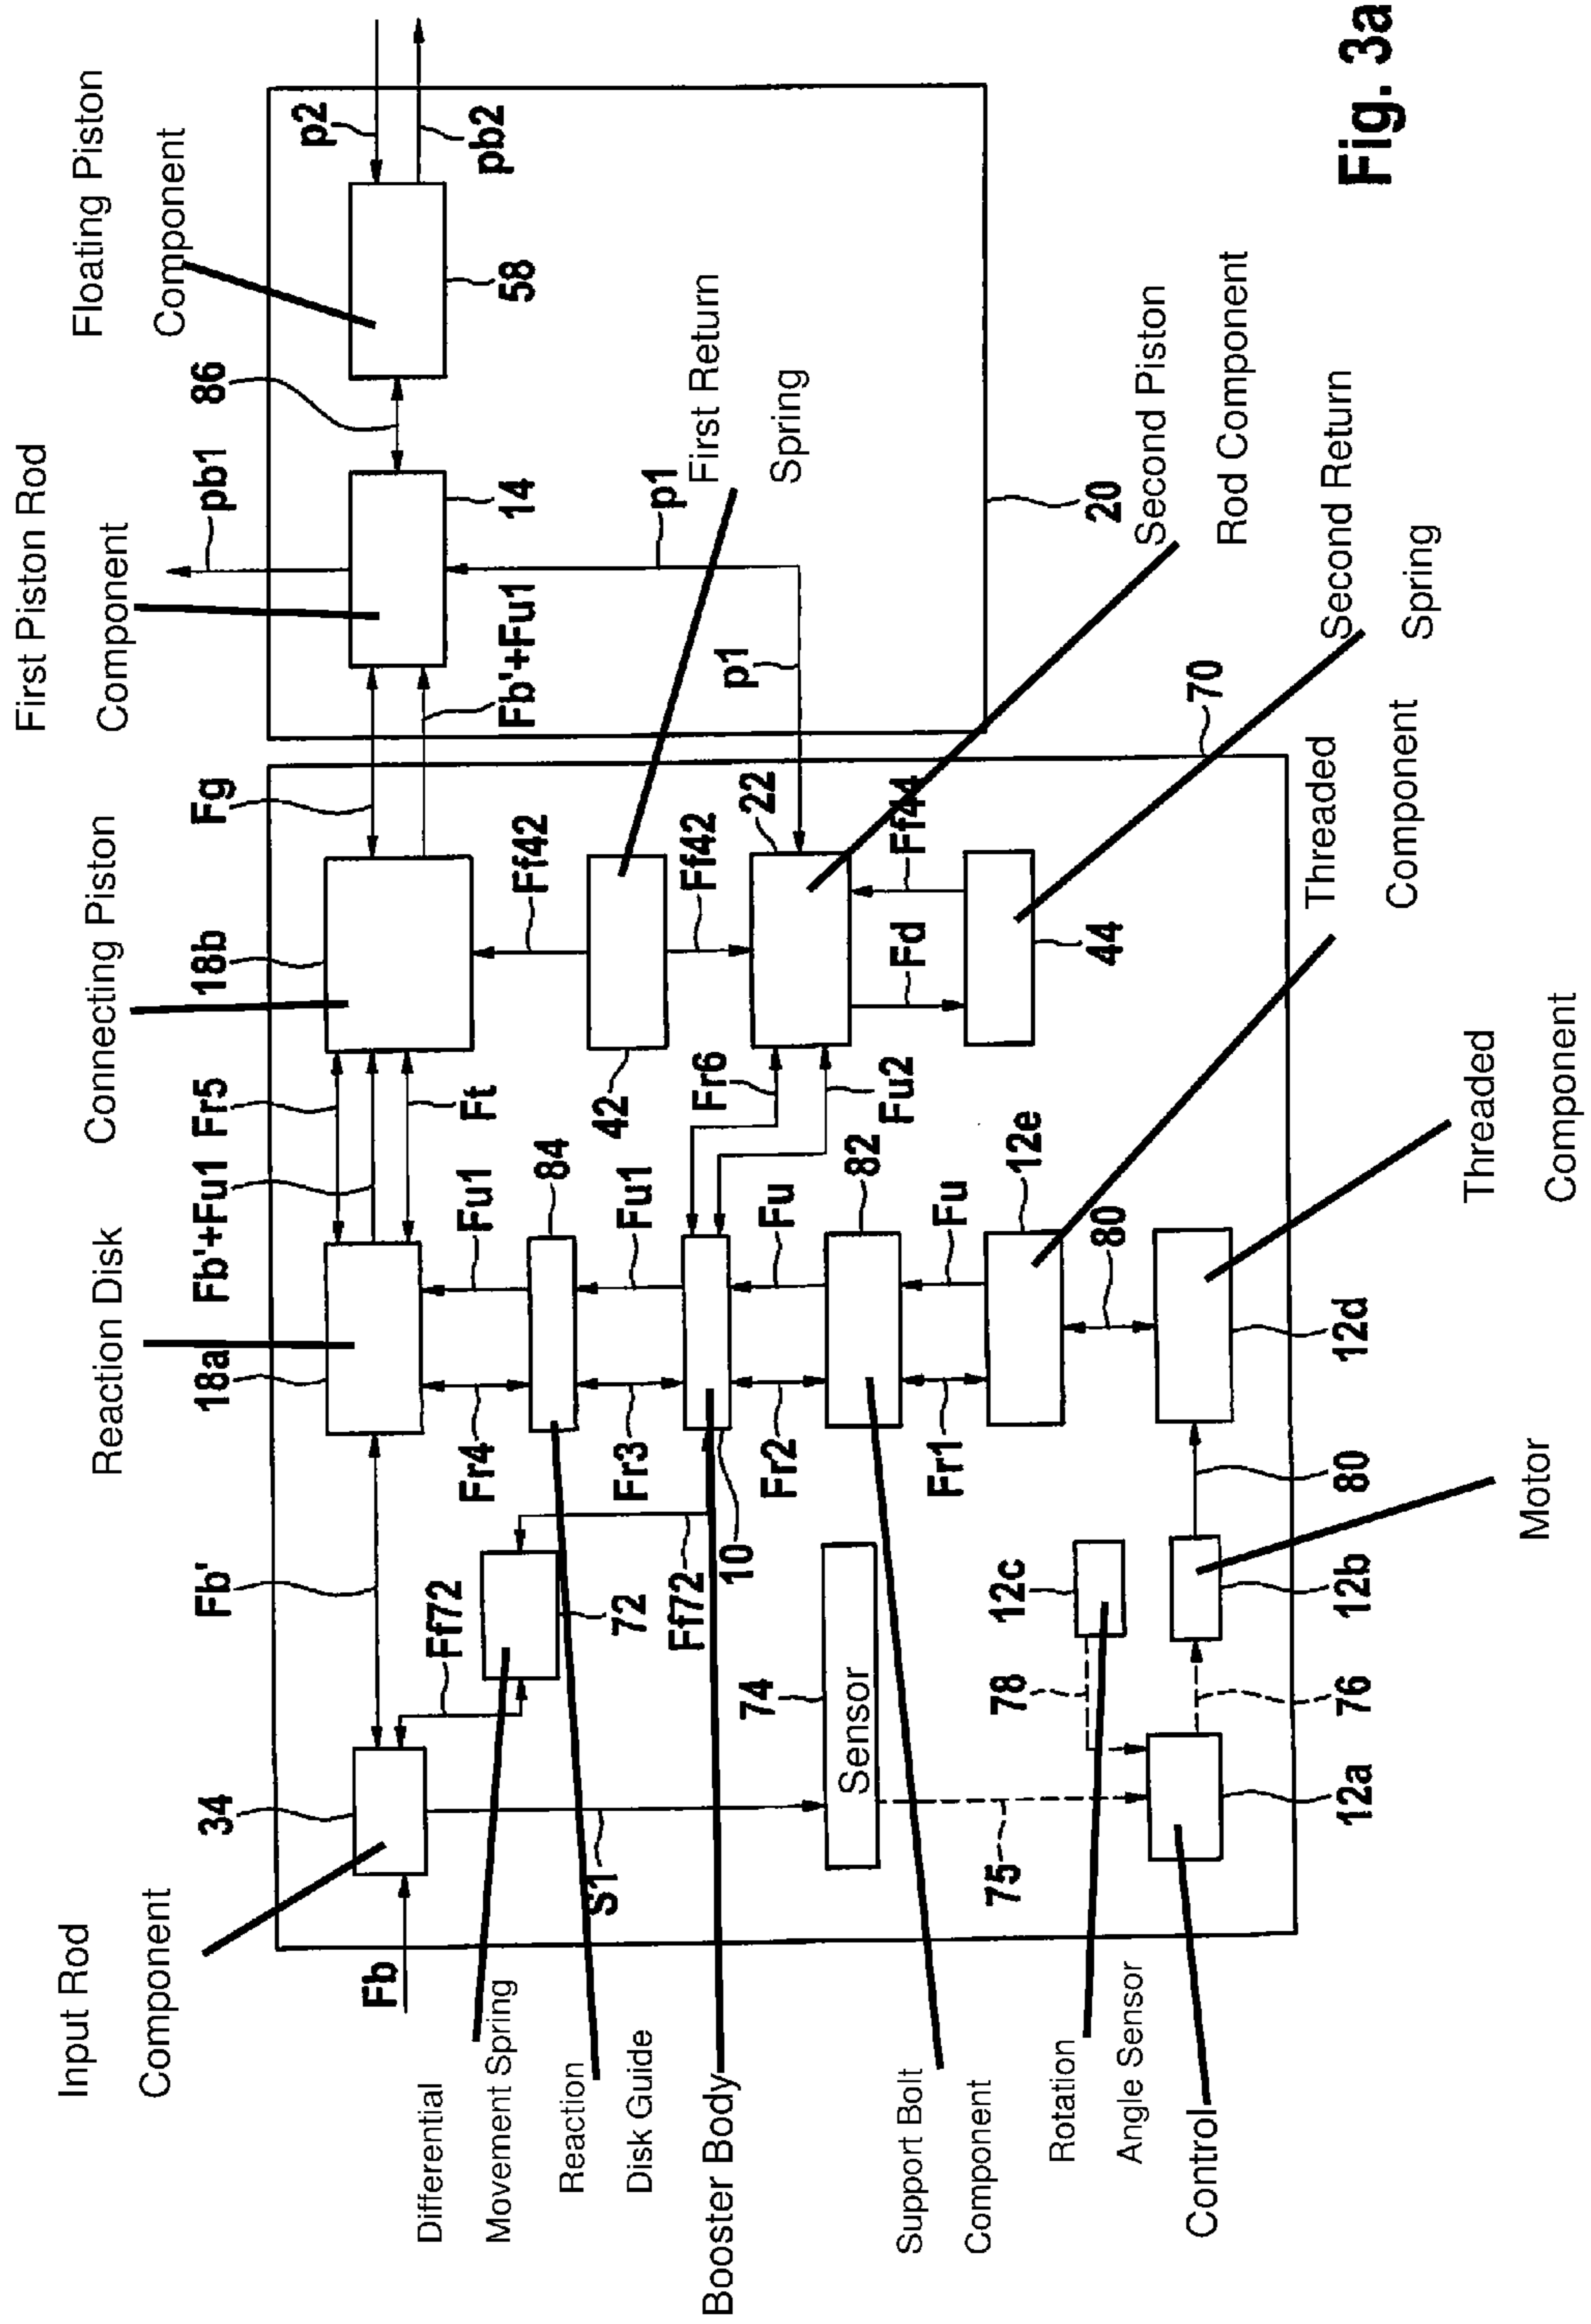 Input Rod
Component
First Piston Rod
Component
Floating Piston
Component
Reaction Disk
Connecting Piston
Fb
34
Fb'
18a
Fb'+Fu1
Fr5
18b
Fg
pb1
86
p2
pb2
Ft
Fb'+Fu1
14
58
Ff72
Fr4
Fu1
84
Ff42
72
S1
Ff72
Fr3
Fu1
42
Ff42
p1
First Return
Spring
10
Fr6
22
p1
74
Sensor
Fr2
Fu
82
Fu2
Fd
Ff44
Fr1
Fu
12e
44
20
Second Piston
Rod Component
75
78
12c
80
70
Second Return
Spring
12a
76
12b
80
12d
Threaded
Component
Threaded
Component
Motor
Differential
Movement Spring
Reaction
Disk Guide
Booster Body
Support Bolt
Component
Rotation
Angle Sensor
Control
Fig. 3a